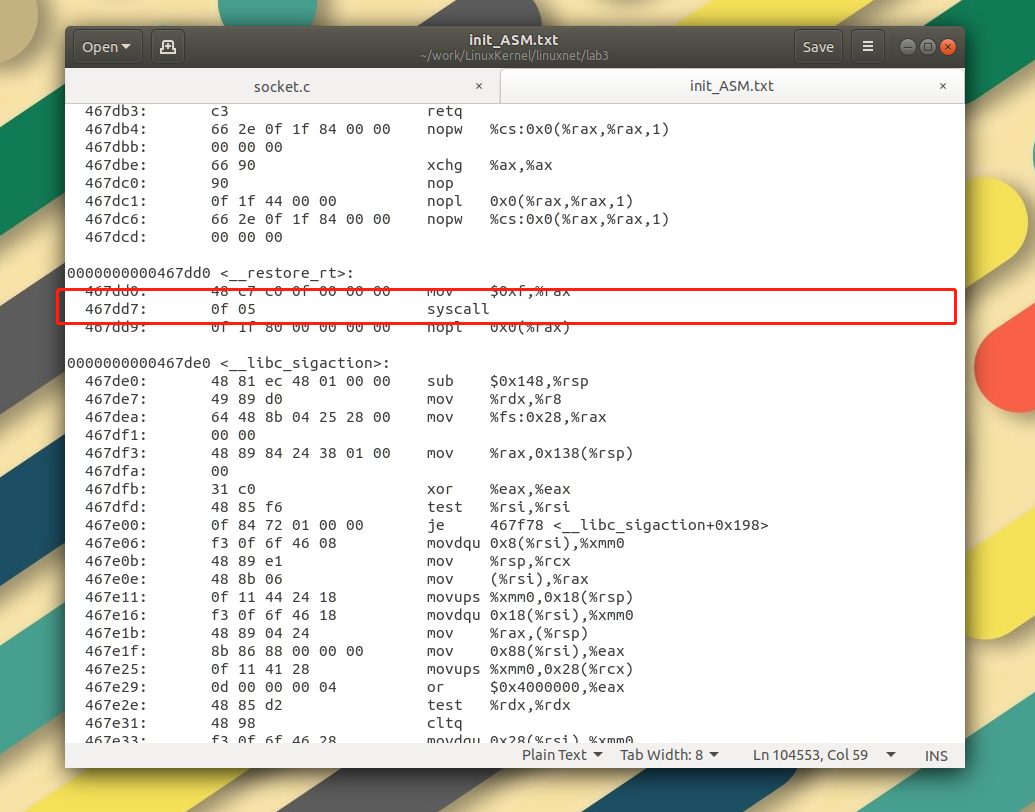 Open
init_ASM.txt
~/work/LinuxKernel/linuxnet/lab3
Save
socket.c × init_ASM.txt ×
467db3: c3 retq
467db4: 66 2e 0f 1f 84 00 00 nopw %cs:0x0(%rax,%rax,1)
467dbb: 00 00 00
467dbe: 66 90 xchg %ax,%ax
467dc0: 90 nop
467dc1: 0f 1f 44 00 00 nopl 0x0(%rax,%rax,1)
467dc6: 66 2e 0f 1f 84 00 00 nopw %cs:0x0(%rax,%rax,1)
467dcd: 00 00 00
0000000000467dd0 <__restore_rt>:
467dd0: 48 c7 c0 0f 00 00 00 mov $0xf,%rax
467dd7: 0f 05 syscall
467dd9: 0f 1f 80 00 00 00 00 nopl 0x0(%rax)
0000000000467de0 <__libc_sigaction>:
467de0: 48 81 ec 48 01 00 00 sub $0x148,%rsp
467de7: 49 89 d0 mov %rdx,%r8
467dea: 64 48 8b 04 25 28 00 mov %fs:0x28,%rax
467df1: 00 00
467df3: 48 89 84 24 38 01 00 mov %rax,0x138(%rsp)
467dfa: 00
467dfb: 31 c0 xor %eax,%eax
467dfd: 48 85 f6 test %rsi,%rsi
467e00: 0f 84 72 01 00 00 je 467f78 <__libc_sigaction+0x198>
467e06: f3 0f 6f 46 08 movdqu 0x8(%rsi),%xmm0
467e0b: 48 89 e1 mov %rsp,%rcx
467e0e: 48 8b 06 mov (%rsi),%rax
467e11: 0f 11 44 24 18 movups %xmm0,0x18(%rsp)
467e16: f3 0f 6f 46 18 movdqu 0x18(%rsi),%xmm0
467e1b: 48 89 04 24 mov %rax,(%rsp)
467e1f: 8b 86 88 00 00 00 mov 0x88(%rsi),%eax
467e25: 0f 11 41 28 movups %xmm0,0x28(%rcx)
467e29: 0d 00 00 00 04 or $0x4000000,%eax
467e2e: 48 85 d2 test %rdx,%rdx
467e31: 48 98 cltq
467e33: f3 0f 6f 46 28 movdqu 0x28(%rsi),%xmm0
Plain Text Tab Width: 8 Ln 104553, Col 59 INS